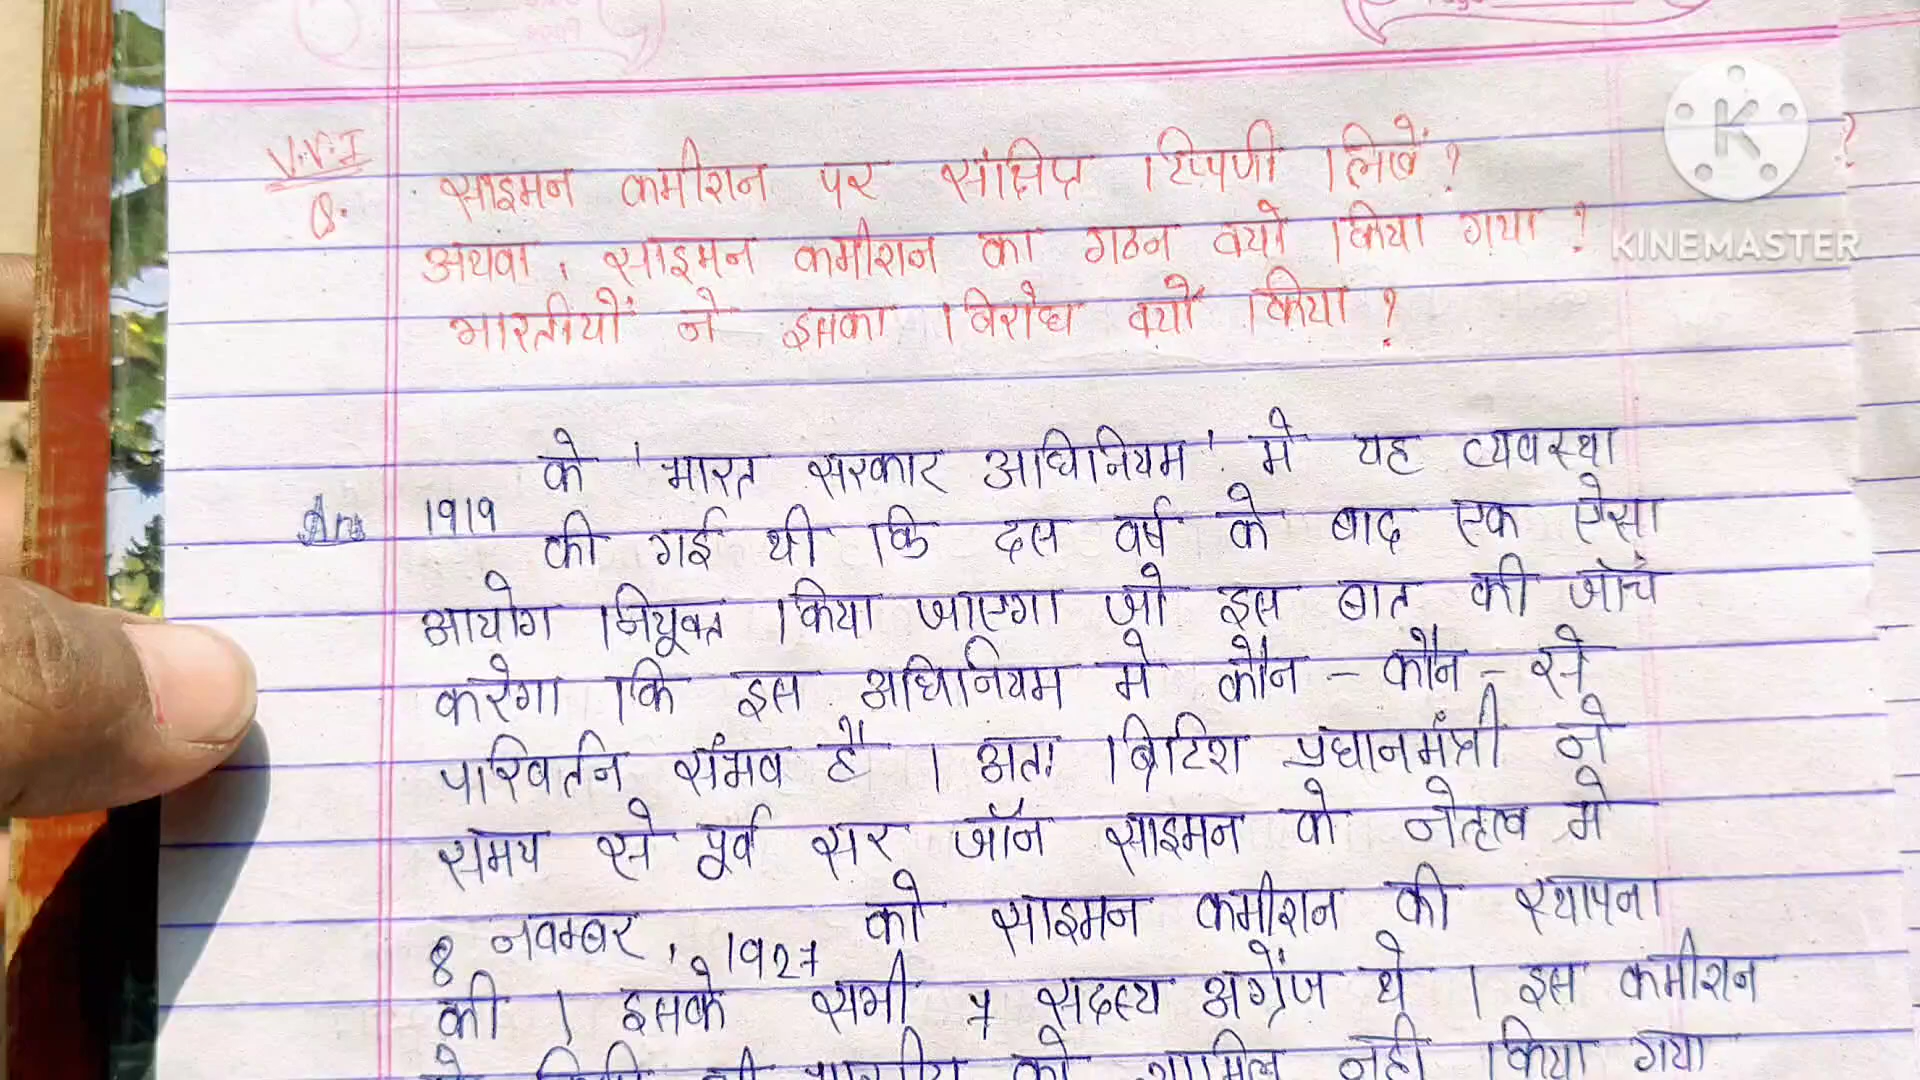 V.V.I
Q. साइमन कमीशन पर संक्षिप्त टिप्पणी लिखें ?
अथवा, साइमन कमीशन का गठन क्यों किया गया ?
भारतीयों ने इसका विरोध क्यों किया ?
Ans 1919 के 'भारत सरकार अधिनियम' में यह व्यवस्था
की गई थी कि दस वर्ष के बाद एक ऐसा
आयोग नियुक्त किया जाएगा जो इस बात की जाँच
करेगा कि इस अधिनियम में कौन - कौन - से
परिवर्तन संभव है । अतः ब्रिटिश प्रधानमंत्री ने
समय से पूर्व सर जॉन साइमन के नेतृत्व में
8 नवम्बर, 1927 को साइमन कमीशन की स्थापना
की । इसके सभी 7 सदस्य अंग्रेज थे । इस कमीशन
को शामिल नहीं किया गया
KINEMASTER